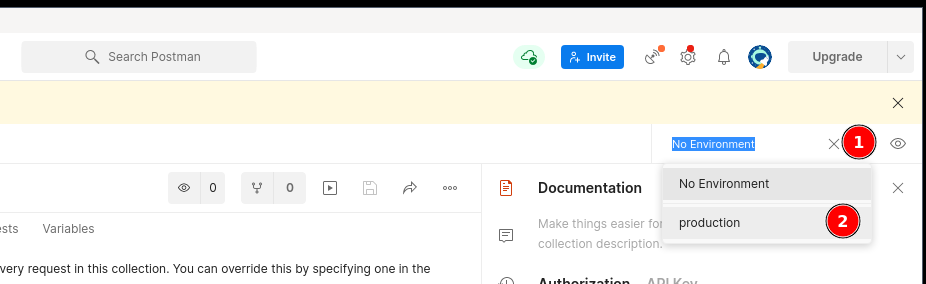 Search Postman
Invite
Upgrade
No Environment
1
No Environment
production
2
0
0
Documentation
Make things easier for
collection description.
ests Variables
very request in this collection. You can override this by specifying one in the
Authorization API Key